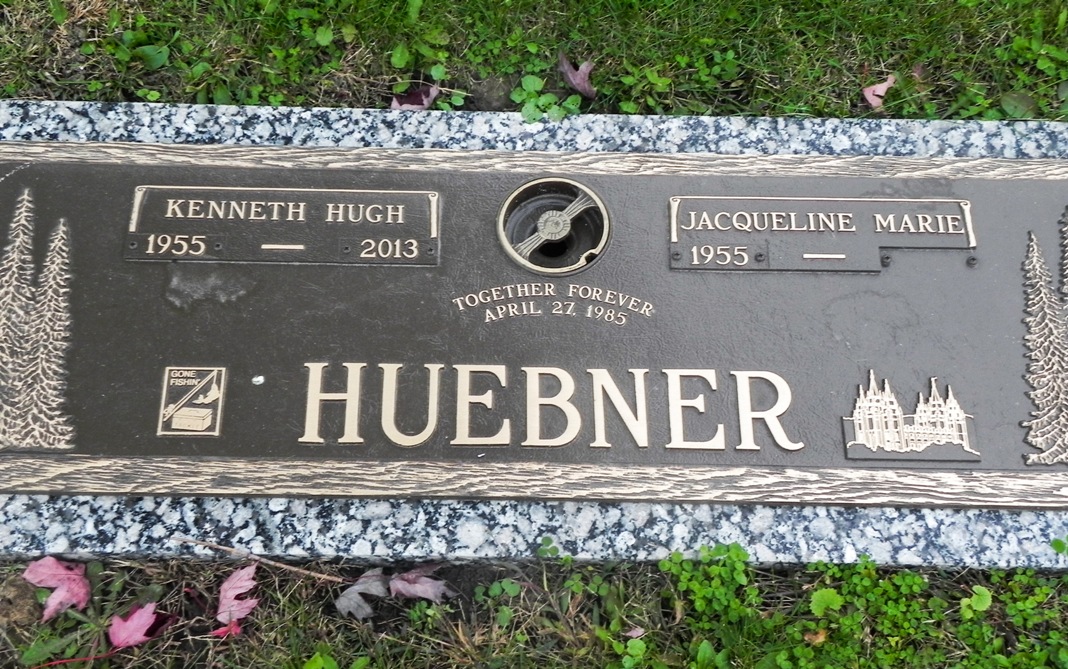 KENNETH HUGH
1955 — 2013
JACQUELINE MARIE
1955 —
TOGETHER FOREVER
APRIL 27, 1985
GONE
FISHIN'
HUEBNER